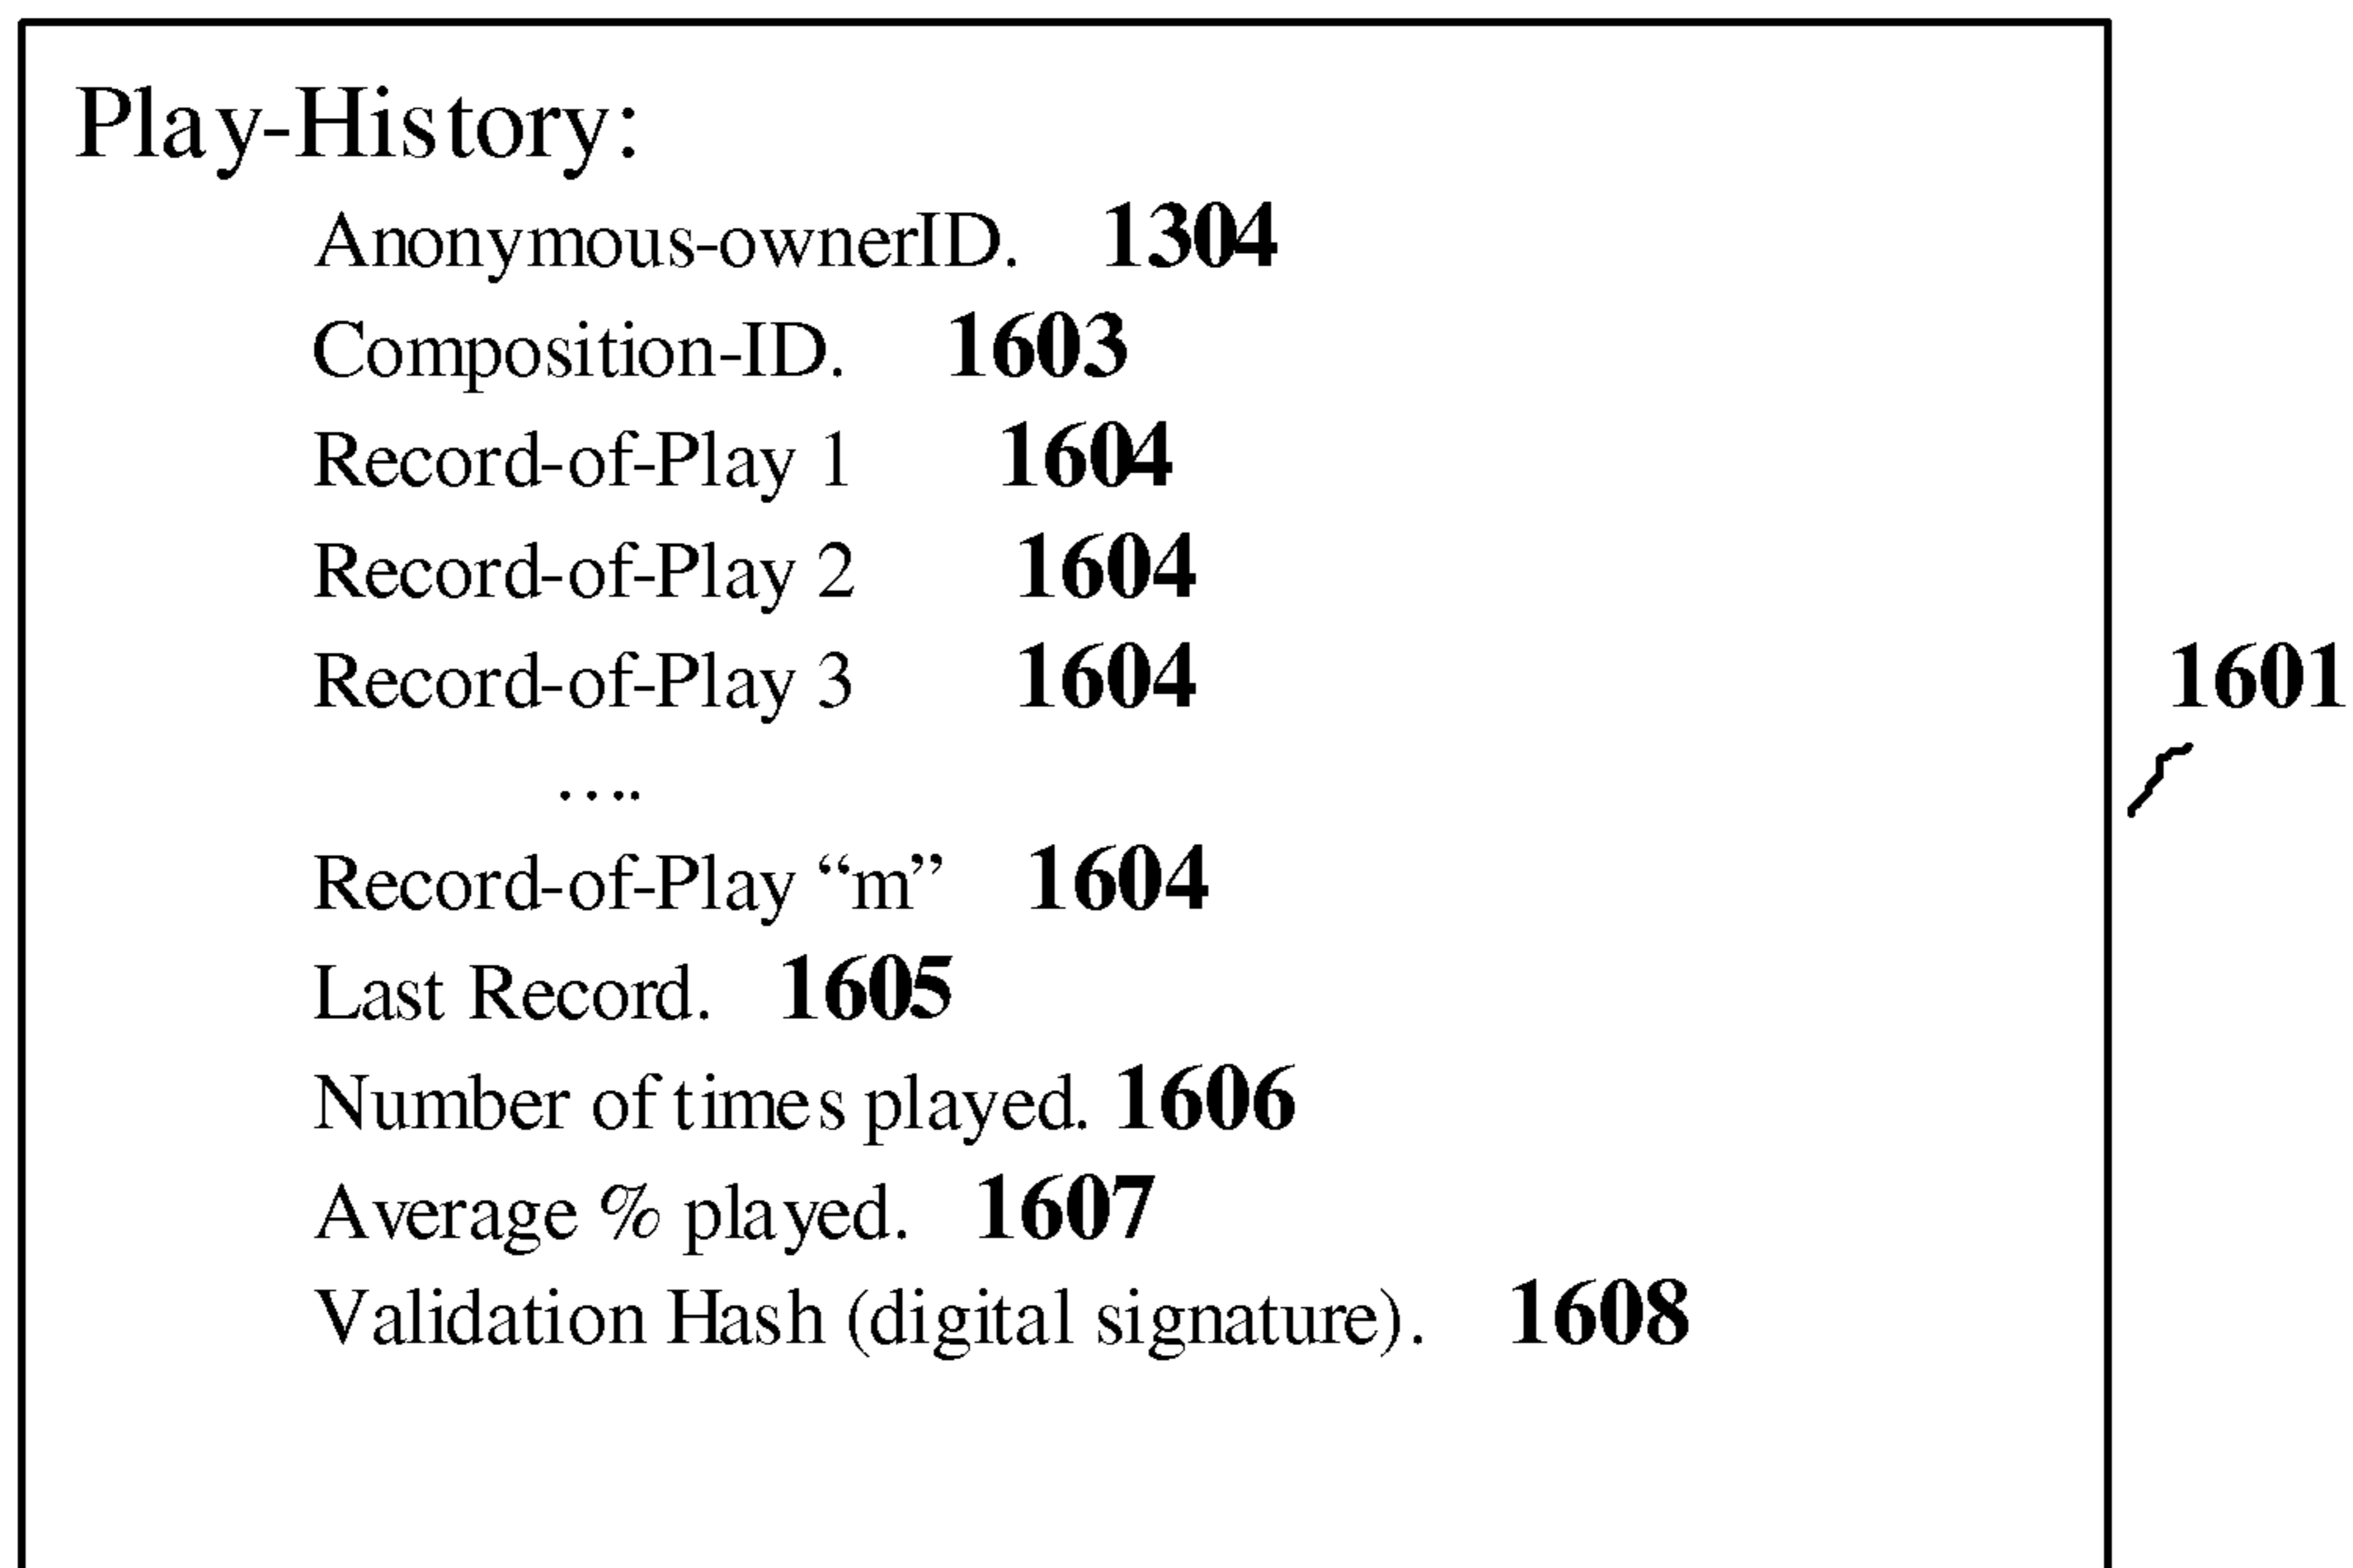 Play-History:
AnonymousownerID. 1304
Composition-ID. 1603
Record-of-Play 1 1604
Record-of-Play 2 1604
Record-of-Play 3 1604
1601
....
Record-of-Play “m” 1604
Last Record. 1605
Number of times played. 1606
Average % played. 1607
Validation Hash (digital signature). 1608